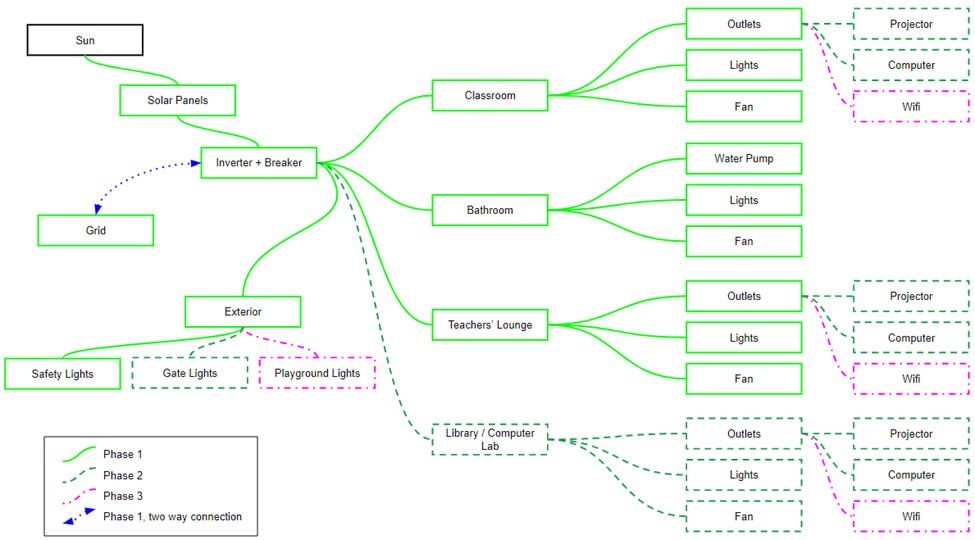 Sun
Solar Panels
Inverter + Breaker
Grid
Exterior
Safety Lights
Gate Lights
Playground Lights
Classroom
Outlets
Projector
Computer
Wifi
Lights
Fan
Bathroom
Water Pump
Lights
Fan
Teachers' Lounge
Outlets
Projector
Computer
Wifi
Lights
Fan
Library / Computer
Lab
Outlets
Projector
Computer
Wifi
Lights
Fan
Phase 1
Phase 2
Phase 3
Phase 1, two way connection